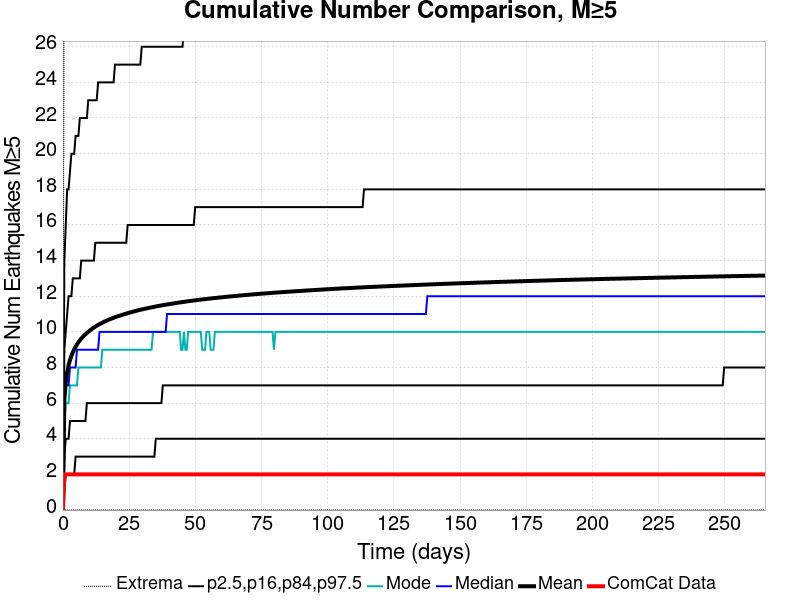 Cumulative Number Comparison, M≥5
Cumulative Num Earthquakes M≥5
26
24
22
20
18
16
14
12
10
8
6
4
2
0
0 25 50 75 100 125 150 175 200 225 250
Time (days)
Extrema p2.5,p16,p84,p97.5 Mode Median Mean ComCat Data